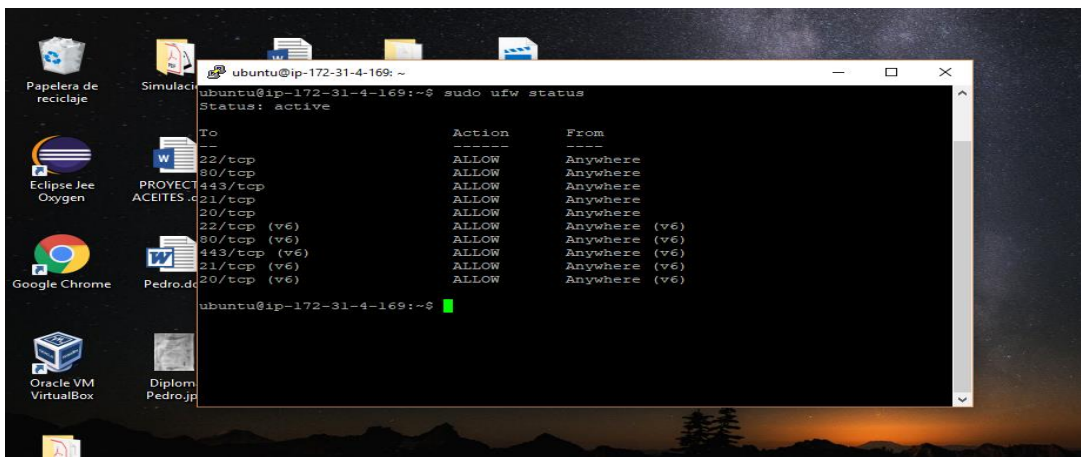 Papelera de
reciclaje
Simulaci
Eclipse Jee
Oxygen
PROYECT
ACEITES .d
Google Chrome
Pedro.do
Oracle VM
VirtualBox
Diplom
Pedro.jp
ubuntu@ip-172-31-4-169: ~
ubuntu@ip-172-31-4-169:~$ sudo ufw status
Status: active
To Action From
-- ------ ----
22/tcp ALLOW Anywhere
80/tcp ALLOW Anywhere
443/tcp ALLOW Anywhere
21/tcp ALLOW Anywhere
20/tcp ALLOW Anywhere
22/tcp (v6) ALLOW Anywhere (v6)
80/tcp (v6) ALLOW Anywhere (v6)
443/tcp (v6) ALLOW Anywhere (v6)
21/tcp (v6) ALLOW Anywhere (v6)
20/tcp (v6) ALLOW Anywhere (v6)
ubuntu@ip-172-31-4-169:~$